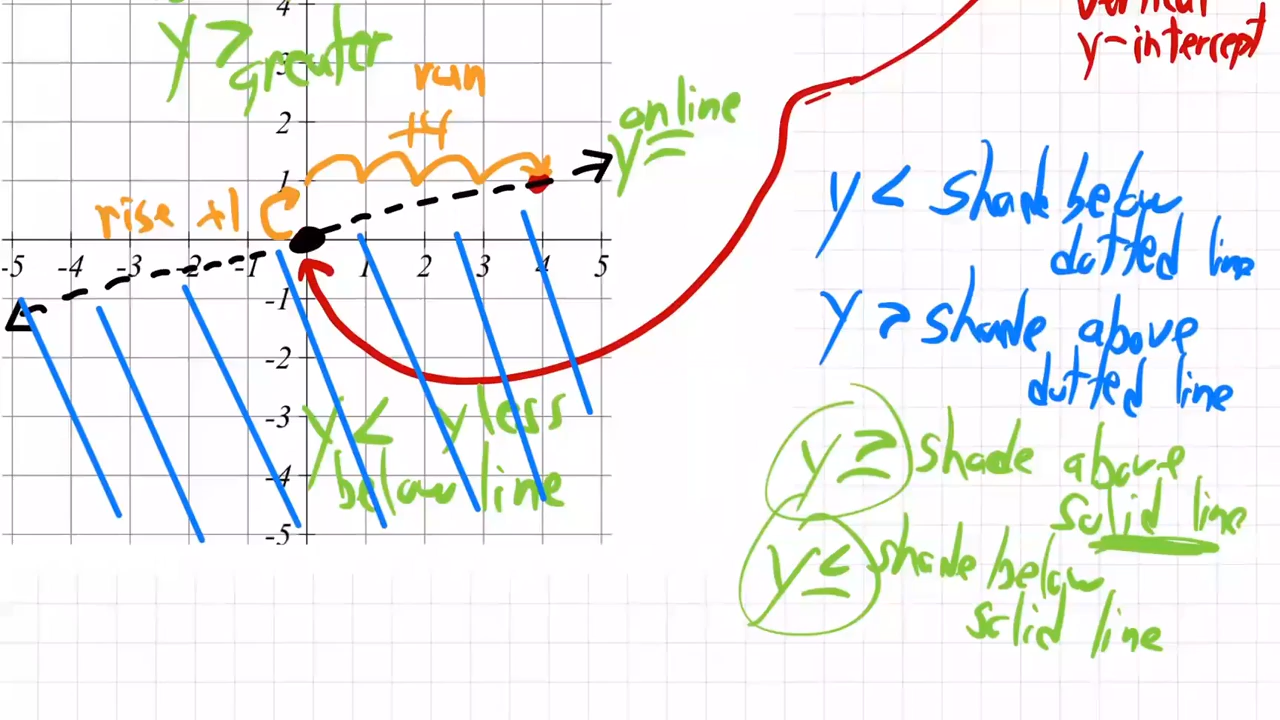 4
y > greater
3
run
+4
2
on line
y =
1
rise +1
-5 -4 -3 -2 -1 1 2 3 4 5
-1
-2
-3
-4
-5
y < y less
below line
vertical
y-intercept
y < shade below
dotted line
y > shade above
dotted line
y ≥ shade above
solid line
y ≤ shade below
solid line